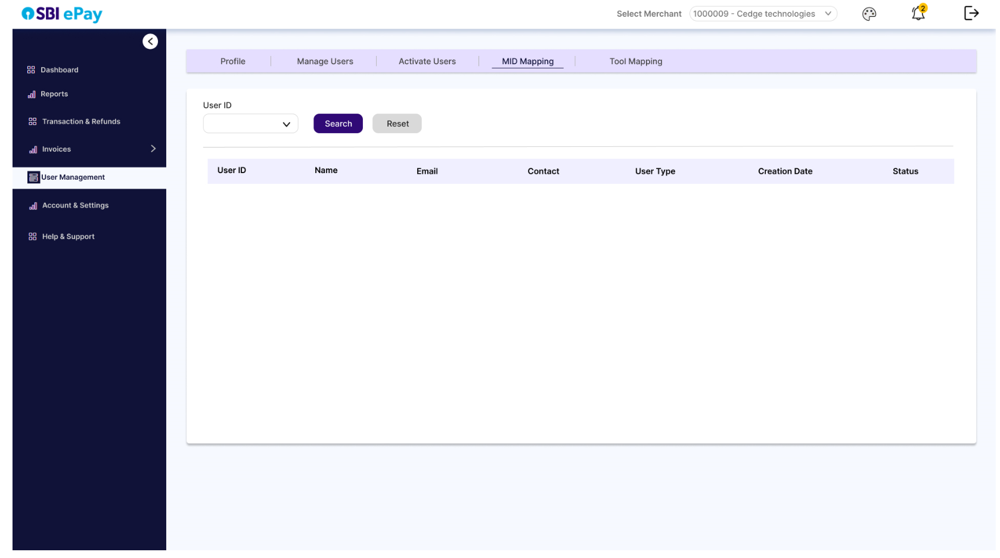 SBI ePay
Select Merchant 1000009 - Cedge technologies
2
Dashboard
Reports
Transaction & Refunds
Invoices
User Management
Account & Settings
Help & Support
Profile Manage Users Activate Users MID Mapping Tool Mapping
User ID
Search Reset
User ID Name Email Contact User Type Creation Date Status